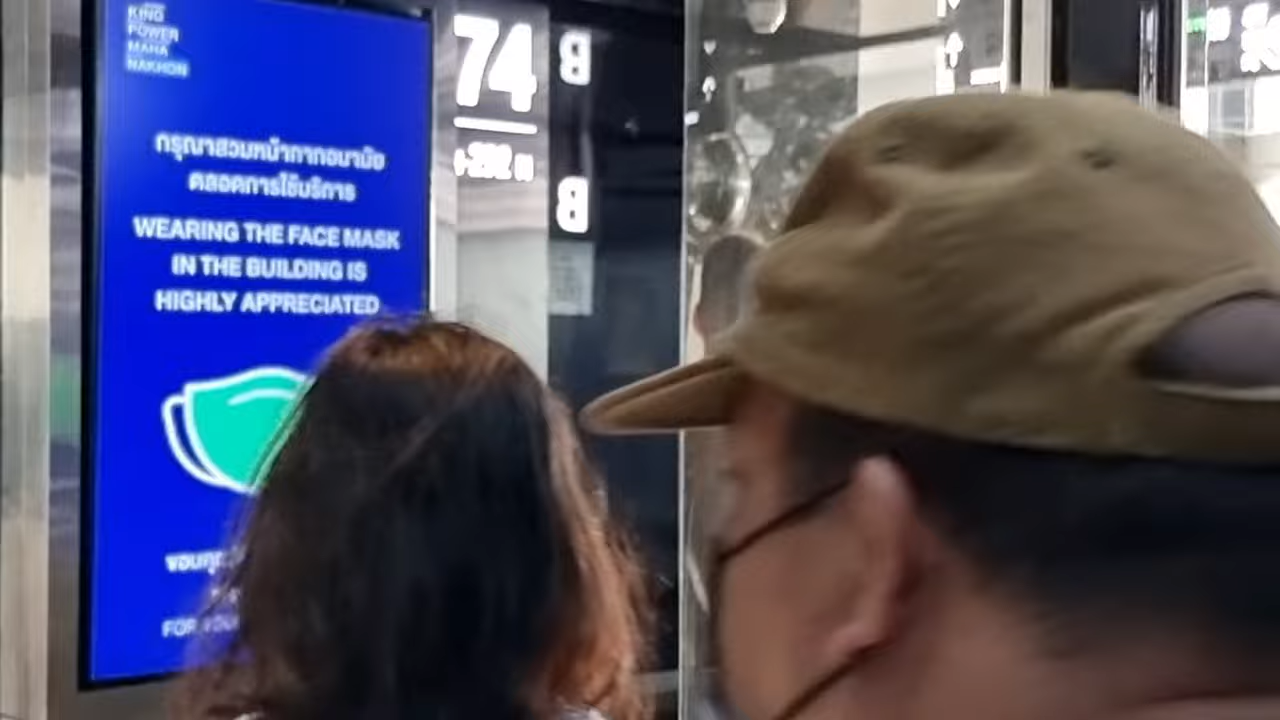 KING
POWER
MAHA
NAKHON
กรุณาสวมหน้ากากอนามัย
ตลอดการใช้บริการ
WEARING THE FACE MASK
IN THE BUILDING IS
HIGHLY APPRECIATED
FOR YOUR
74
B
B